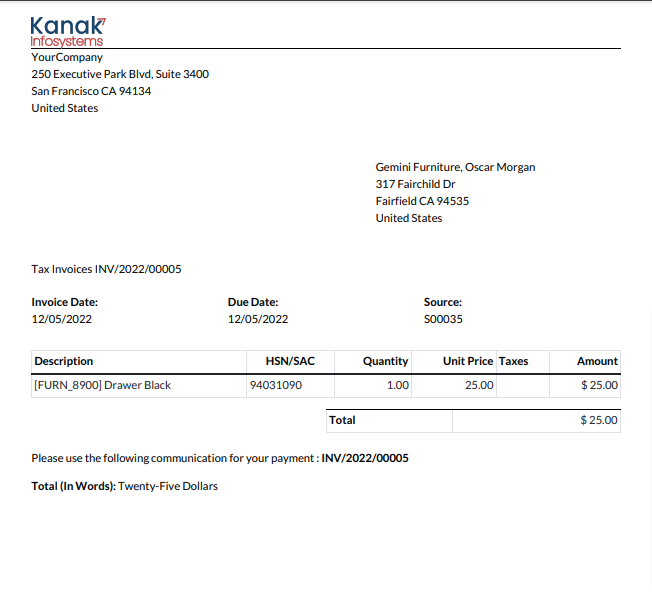 Kanak
Infosystems
YourCompany
250 Executive Park Blvd, Suite 3400
San Francisco CA 94134
United States
Gemini Furniture, Oscar Morgan
317 Fairchild Dr
Fairfield CA 94535
United States
Tax Invoices INV/2022/00005
Invoice Date: Due Date: Source:
12/05/2022 12/05/2022 S00035
Description HSN/SAC Quantity Unit Price Taxes Amount
[FURN_8900] Drawer Black 94031090 1.00 25.00 $ 25.00
Total $ 25.00
Please use the following communication for your payment : INV/2022/00005
Total (In Words): Twenty-Five Dollars